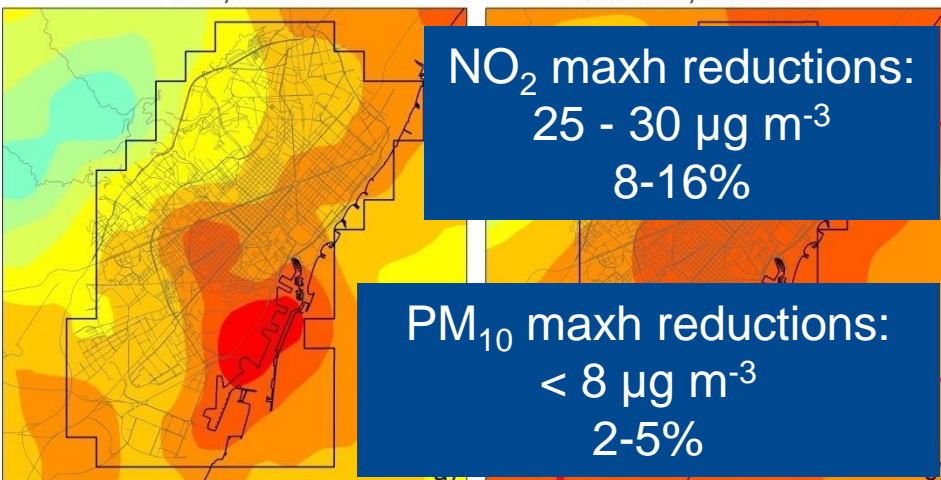 NO₂ maxh reductions:
25 - 30 µg m⁻³
8-16%
PM₁₀ maxh reductions:
< 8 µg m⁻³
2-5%